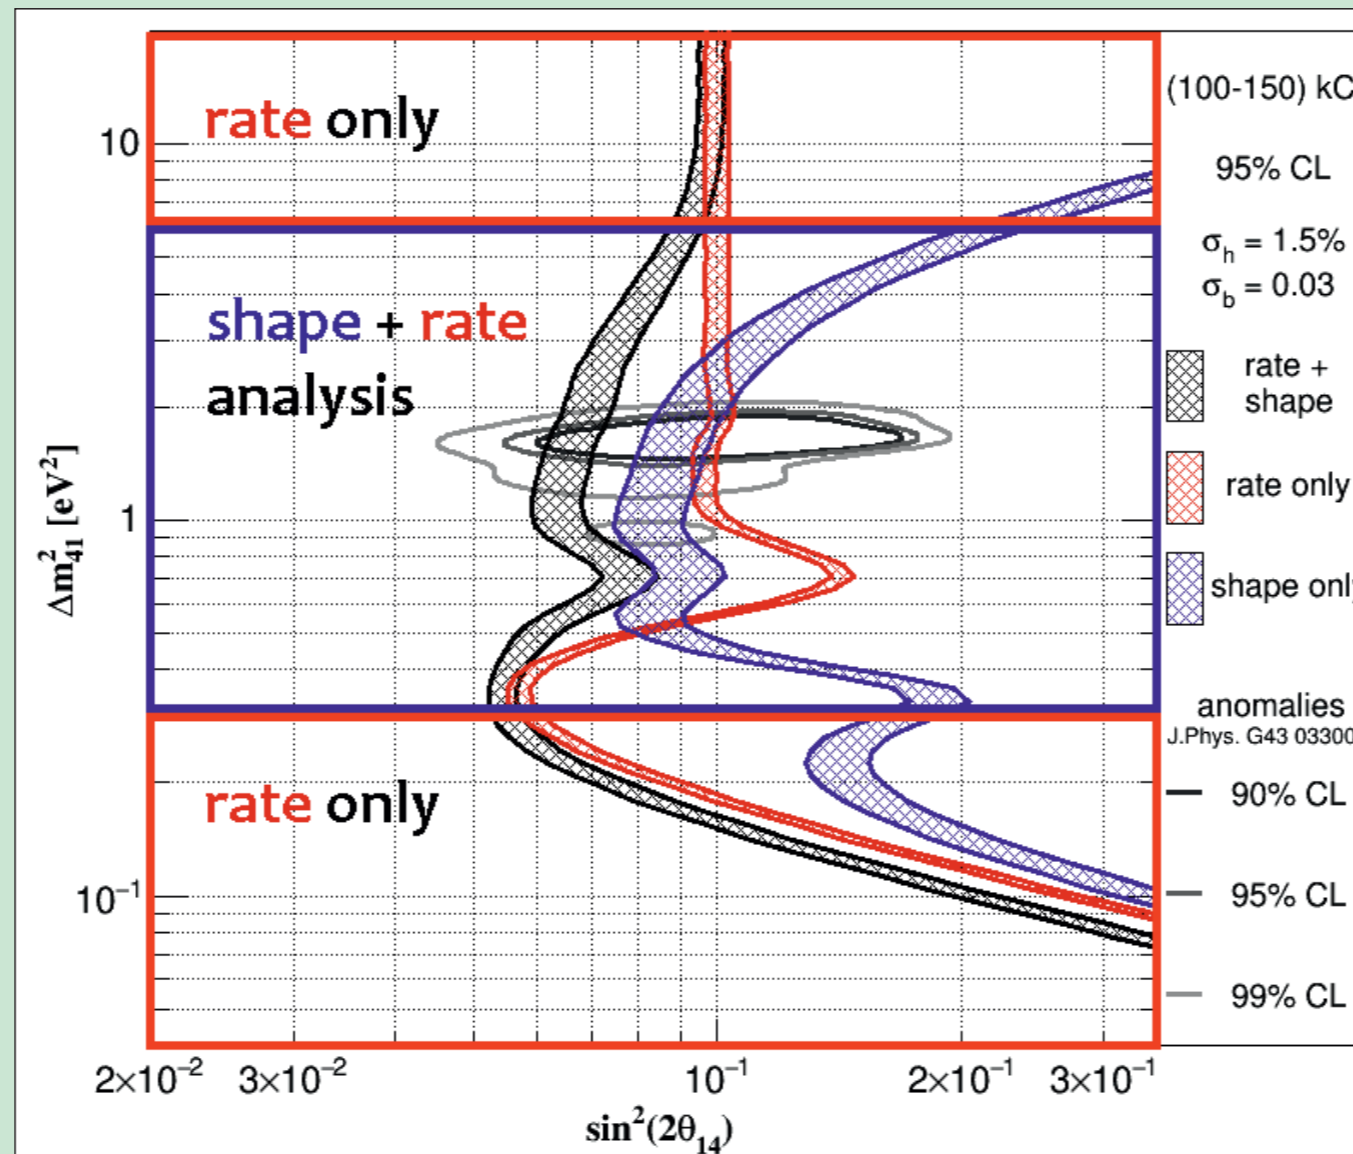 rate only
shape + rate
analysis
rate only
10
1
10⁻¹
Δm²₄₁ [eV²]
2×10⁻² 3×10⁻² 10⁻¹ 2×10⁻¹ 3×10⁻¹
sin²(2θ₁₄)
(100-150) kC
95% CL
σₕ = 1.5%
σ_b = 0.03
rate +
shape
rate only
shape only
anomalies
J.Phys. G43 03300
90% CL
95% CL
99% CL